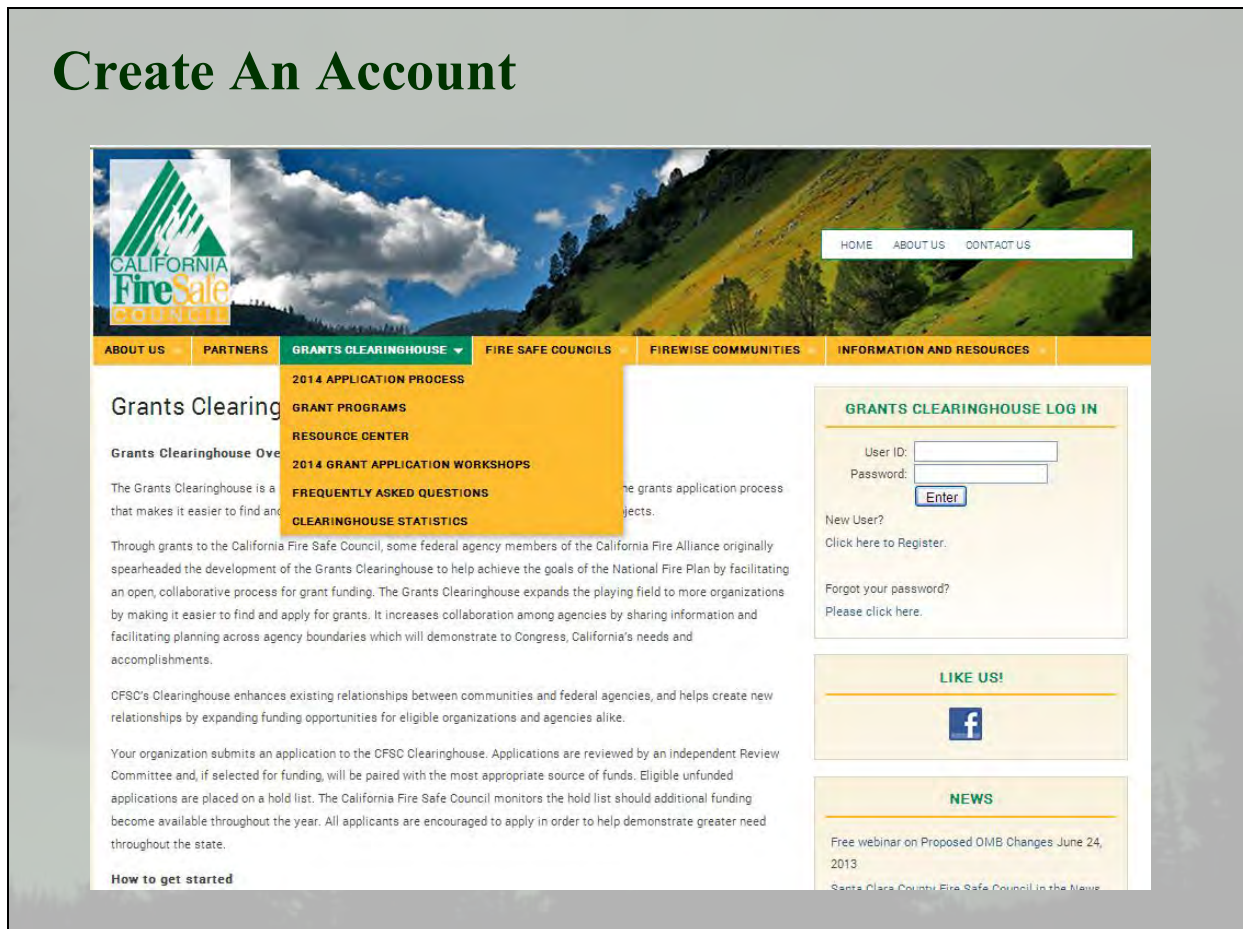 Create An Account
CALIFORNIA
FireSafe
COUNCIL
HOME ABOUT US CONTACT US
ABOUT US PARTNERS GRANTS CLEARINGHOUSE FIRE SAFE COUNCILS FIREWISE COMMUNITIES INFORMATION AND RESOURCES
2014 APPLICATION PROCESS
GRANT PROGRAMS
RESOURCE CENTER
2014 GRANT APPLICATION WORKSHOPS
FREQUENTLY ASKED QUESTIONS
CLEARINGHOUSE STATISTICS
Grants Clearing
Grants Clearinghouse Ove
The Grants Clearinghouse is a he grants application process
that makes it easier to find and jects.
Through grants to the California Fire Safe Council, some federal agency members of the California Fire Alliance originally
spearheaded the development of the Grants Clearinghouse to help achieve the goals of the National Fire Plan by facilitating
an open, collaborative process for grant funding. The Grants Clearinghouse expands the playing field to more organizations
by making it easier to find and apply for grants. It increases collaboration among agencies by sharing information and
facilitating planning across agency boundaries which will demonstrate to Congress, California's needs and
accomplishments.
CFSC's Clearinghouse enhances existing relationships between communities and federal agencies, and helps create new
relationships by expanding funding opportunities for eligible organizations and agencies alike.
Your organization submits an application to the CFSC Clearinghouse. Applications are reviewed by an independent Review
Committee and, if selected for funding, will be paired with the most appropriate source of funds. Eligible unfunded
applications are placed on a hold list. The California Fire Safe Council monitors the hold list should additional funding
become available throughout the year. All applicants are encouraged to apply in order to help demonstrate greater need
throughout the state.
How to get started
GRANTS CLEARINGHOUSE LOG IN
User ID:
Password:
Enter
New User?
Click here to Register.
Forgot your password?
Please click here.
LIKE US!
f
NEWS
Free webinar on Proposed OMB Changes June 24,
2013
Santa Clara County Fire Safe Council in the News